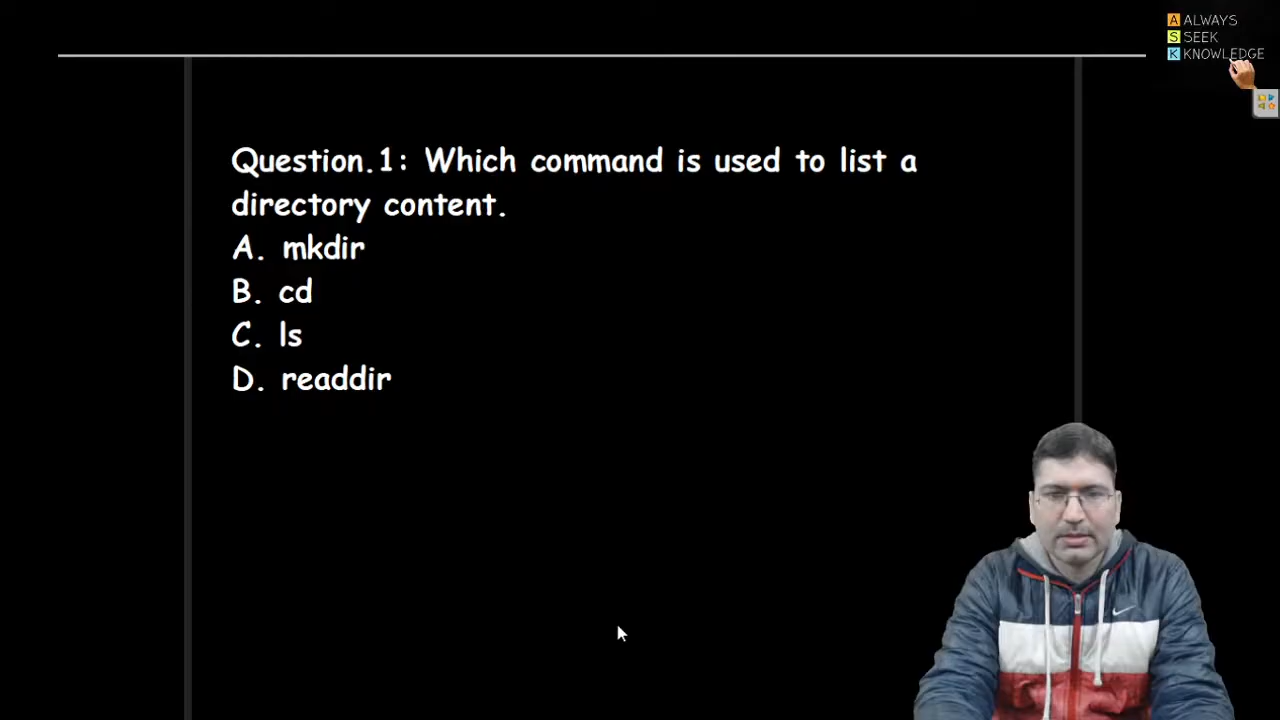 A ALWAYS
S SEEK
K KNOWLEDGE
Question.1: Which command is used to list a
directory content.
A. mkdir
B. cd
C. ls
D. readdir